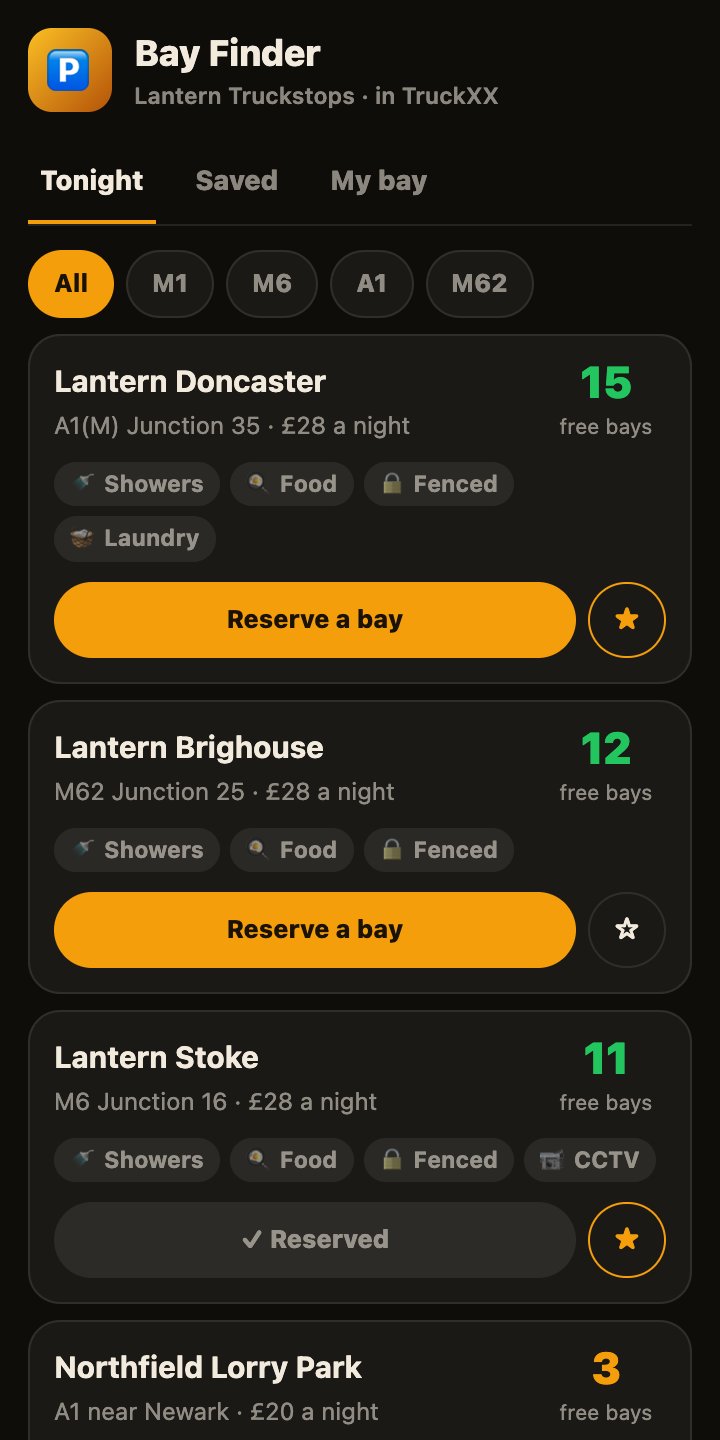 P
Bay Finder
Lantern Truckstops · in TruckXX
Tonight Saved My bay
All M1 M6 A1 M62
Lantern Doncaster 15
A1(M) Junction 35 · £28 a night free bays
Showers Food Fenced
Laundry
Reserve a bay
Lantern Brighouse 12
M62 Junction 25 · £28 a night free bays
Showers Food Fenced
Reserve a bay
Lantern Stoke 11
M6 Junction 16 · £28 a night free bays
Showers Food Fenced CCTV
✓ Reserved
Northfield Lorry Park 3
A1 near Newark · £20 a night free bays